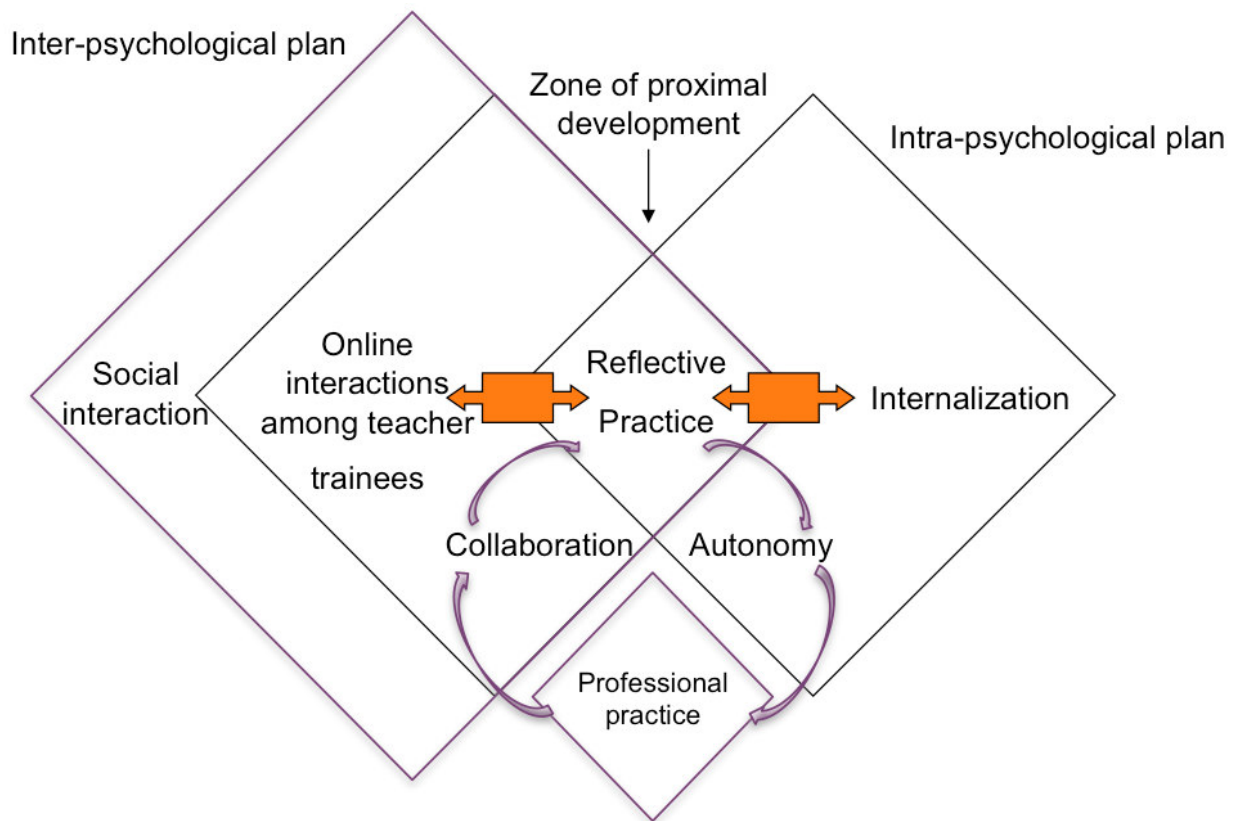 Inter-psychological plan
Zone of proximal
development
Intra-psychological plan
Social
interaction
Online
interactions
among teacher
trainees
Reflective
Practice
Internalization
Collaboration
Autonomy
Professional
practice